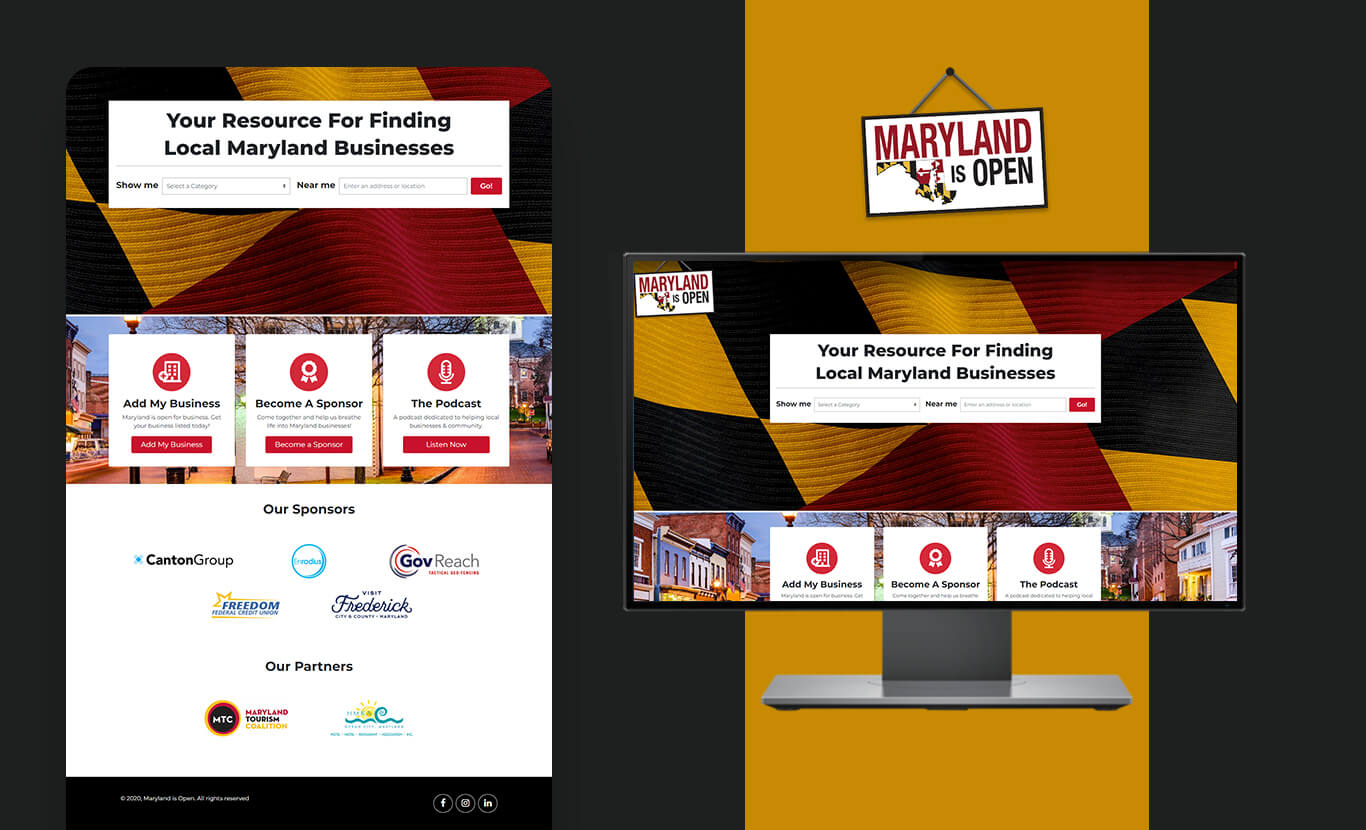 Your Resource For Finding
Local Maryland Businesses
Show me Select a Category Near me Enter an address or location Go!
Add My Business
Maryland is open for business. Get
your business listed today!
Add My Business
Become A Sponsor
Come together and help us breathe
life into Maryland businesses!
Become a Sponsor
The Podcast
A podcast dedicated to helping local
businesses & community.
Listen Now
Our Sponsors
CantonGroup
Enradius
GovReach
TACTICAL GEO-FENCING
FREEDOM
FEDERAL CREDIT UNION
VISIT
Frederick
CITY & COUNTY • MARYLAND
Our Partners
MTC
MARYLAND
TOURISM
COALITION
OCEAN CITY, MARYLAND
HOTEL • MOTEL • RESTAURANT • ASSOCIATION • INC.
© 2020, Maryland is Open. All rights reserved
MARYLAND
IS OPEN
MARYLAND
IS OPEN
Your Resource For Finding
Local Maryland Businesses
Show me Select a Category Near me Enter an address or location Go!
Add My Business
Maryland is open for business. Get
Become A Sponsor
Come together and help us breathe
The Podcast
A podcast dedicated to helping local